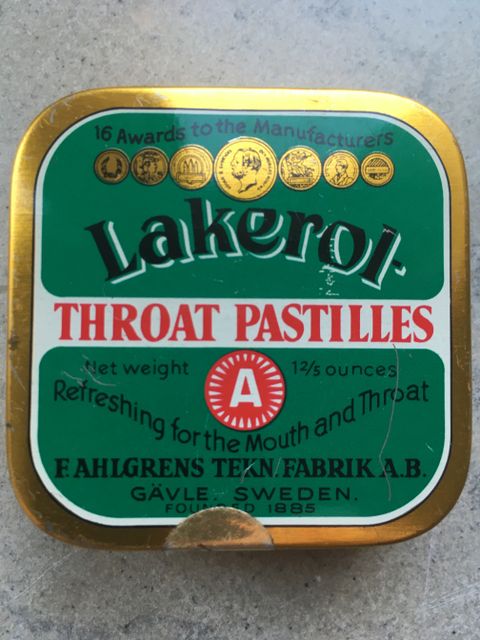 16 Awards to the Manufacturers
Lakerol
THROAT PASTILLES
Net weight A 1 2/5 ounces
Refreshing for the Mouth and Throat
F. AHLGRENS TEKN. FABRIK A.B.
GÄVLE. SWEDEN.
FOUNDED 1885